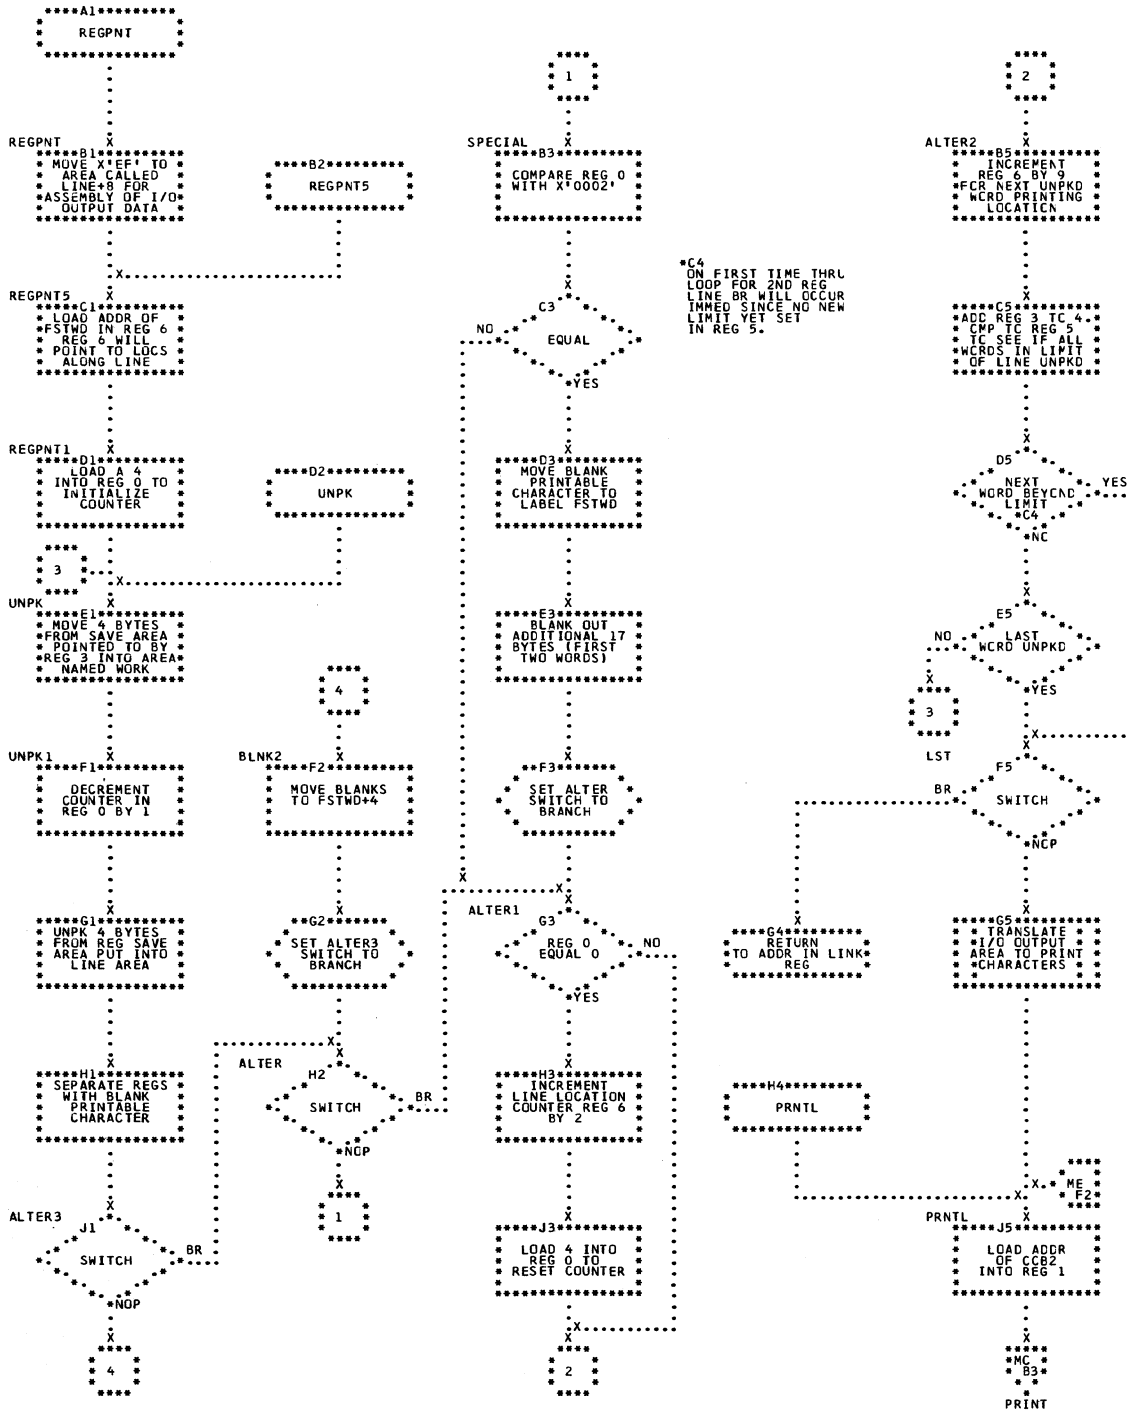 A1
REGPNT
REGPNT
B1
MOVE X'EF' TO
AREA CALLED
LINE+8 FOR
ASSEMBLY OF I/O
OUTPUT DATA
B2
REGPNT5
REGPNT5
C1
LOAD ADDR OF
FSTWD IN REG 6
REG 6 WILL
POINT TO LOCS
ALONG LINE
REGPNT1
D1
LOAD A 4
INTO REG 0 TO
INITIALIZE
COUNTER
D2
UNPK
3
UNPK
E1
MOVE 4 BYTES
FROM SAVE AREA
POINTED TO BY
REG 3 INTO AREA
NAMED WORK
4
UNPK1
F1
DECREMENT
COUNTER IN
REG 0 BY 1
BLNK2
F2
MOVE BLANKS
TO FSTWD+4
G1
UNPK 4 BYTES
FROM REG SAVE
AREA PUT INTO
LINE AREA
G2
SET ALTER3
SWITCH TO
BRANCH
H1
SEPARATE REGS
WITH BLANK
PRINTABLE
CHARACTER
ALTER
H2
SWITCH
BR
NOP
1
ALTER3
J1
SWITCH
BR
NOP
4
1
SPECIAL
B3
COMPARE REG 0
WITH X'0002'
C3
NO
EQUAL
YES
*C4
ON FIRST TIME THRU
LOOP FOR 2ND REG
LINE BR WILL OCCUR
IMMED SINCE NO NEW
LIMIT YET SET
IN REG 5.
D3
MOVE BLANK
PRINTABLE
CHARACTER TO
LABEL FSTWD
E3
BLANK OUT
ADDITIONAL 17
BYTES (FIRST
TWO WORDS)
F3
SET ALTER
SWITCH TO
BRANCH
ALTER1
G3
REG 0
EQUAL 0
NO
YES
H3
INCREMENT
LINE LOCATION
COUNTER REG 6
BY 2
J3
LOAD 4 INTO
REG 0 TO
RESET COUNTER
2
2
ALTER2
B5
INCREMENT
REG 6 BY 9
FCR NEXT UNPKD
WCRD PRINTING
LOCATICN
C5
ADD REG 3 TC 4.
CMP TC REG 5
TC SEE IF ALL
WCRDS IN LIMIT
OF LINE UNPKD
D5
NEXT
WORD BEYCND
LIMIT
*C4
YES
NC
E5
NO
LAST
WCRD UNPKD
YES
3
LST
F5
BR
SWITCH
NCP
G4
RETURN
TO ADDR IN LINK
REG
G5
TRANSLATE
I/O OUTPUT
AREA TO PRINT
CHARACTERS
H4
PRNTL
ME
F2
PRNTL
J5
LOAD ADDR
OF CCB2
INTO REG 1
MC
B3
PRINT